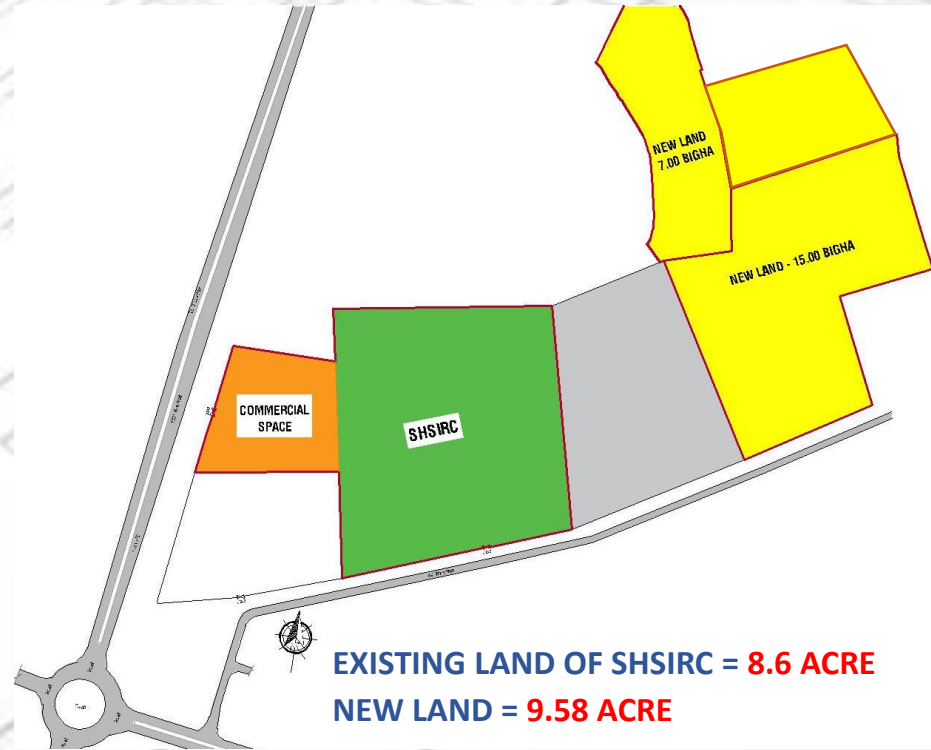 NEW LAND
7.00 BIGHA
NEW LAND - 15.00 BIGHA
COMMERCIAL
SPACE
SHSIRC
EXISTING LAND OF SHSIRC = 8.6 ACRE
NEW LAND = 9.58 ACRE